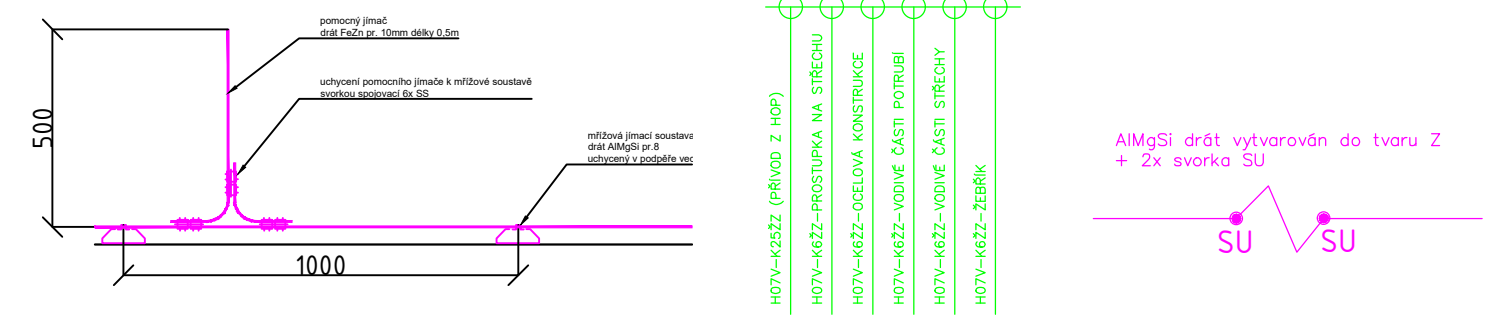 pomocný jímač
drát FeZn pr. 10mm délky 0,5m
uchycení pomocního jímače k mřížové soustavě
svorkou spojovací 6x SS
mřížová jímací soustava
drát AlMgSi pr.8
uchycený v podpěře ved
500
1000
H07V-K25ŽZ (PŘÍVOD Z HOP)
H07V-K6ŽZ-PROSTUPKA NA STŘECHU
H07V-K6ŽZ-OCELOVÁ KONSTRUKCE
H07V-K6ŽZ-VODIVÉ ČÁSTI POTRUBÍ
H07V-K6ŽZ-VODIVÉ ČÁSTI STŘECHY
H07V-K6ŽZ-ŽEBŘÍK
AlMgSi drát vytvarován do tvaru Z
+ 2x svorka SU
SU
SU